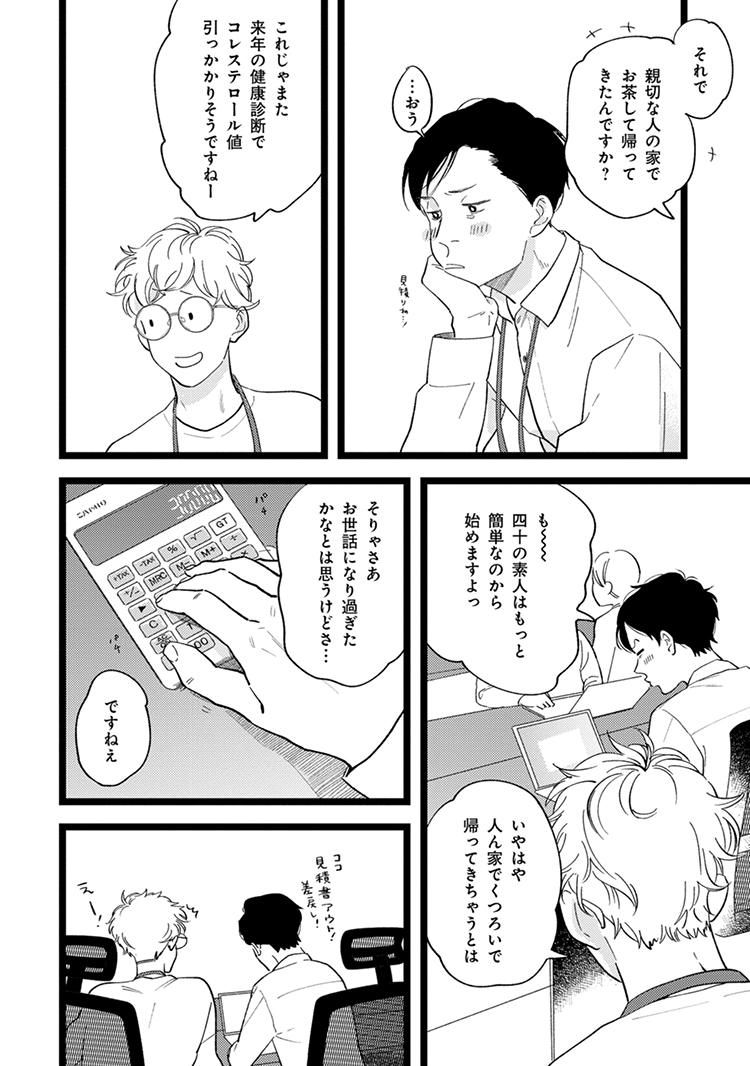 それで
親切な人の家で
お茶して帰って
きたんですか？
…おう
見積りね…！
これじゃまた
来年の健康診断で
コレステロール値
引っかかりそうですねー
も〜〜〜
四十の素人はもっと
簡単なのから
始めますよっ
いやはや
人ん家でくつろいで
帰ってきちゃうとは
そりゃさあ
お世話になり過ぎた
かなとは思うけどさ…
パチ
パチ
GT
%
√
+TAX
-TAX
+/-
MRC
M-
M+
÷
C
00
ですねえ
ココ
見積書アウト！
差戻し！
えー！